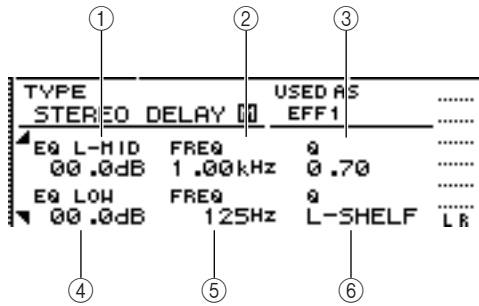 ① ② ③
TYPE USED AS
STEREO DELAY EFF1
EQ L-MID FREQ Q
00.0dB 1.00kHz 0.70
EQ LOW FREQ Q
00.0dB 125Hz L-SHELF L R
④ ⑤ ⑥